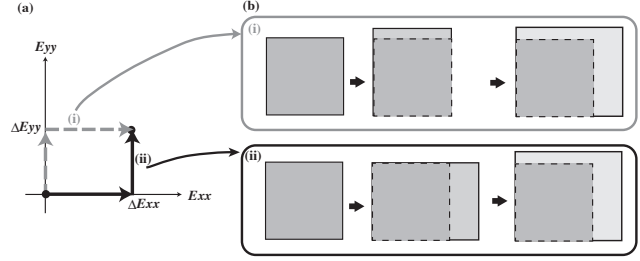 (a)
Eyy
ΔEyy
(i)
(ii)
ΔExx
Exx
(b)
(i)
(ii)